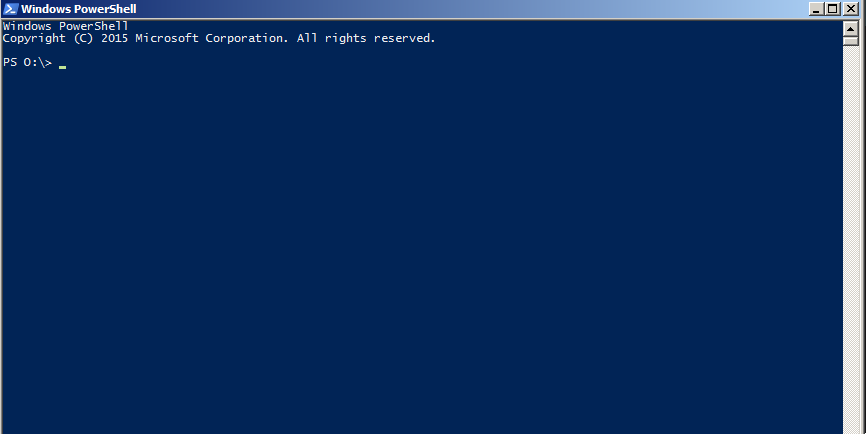 Windows PowerShell
Windows PowerShell
Copyright (C) 2015 Microsoft Corporation. All rights reserved.
PS O:\> _